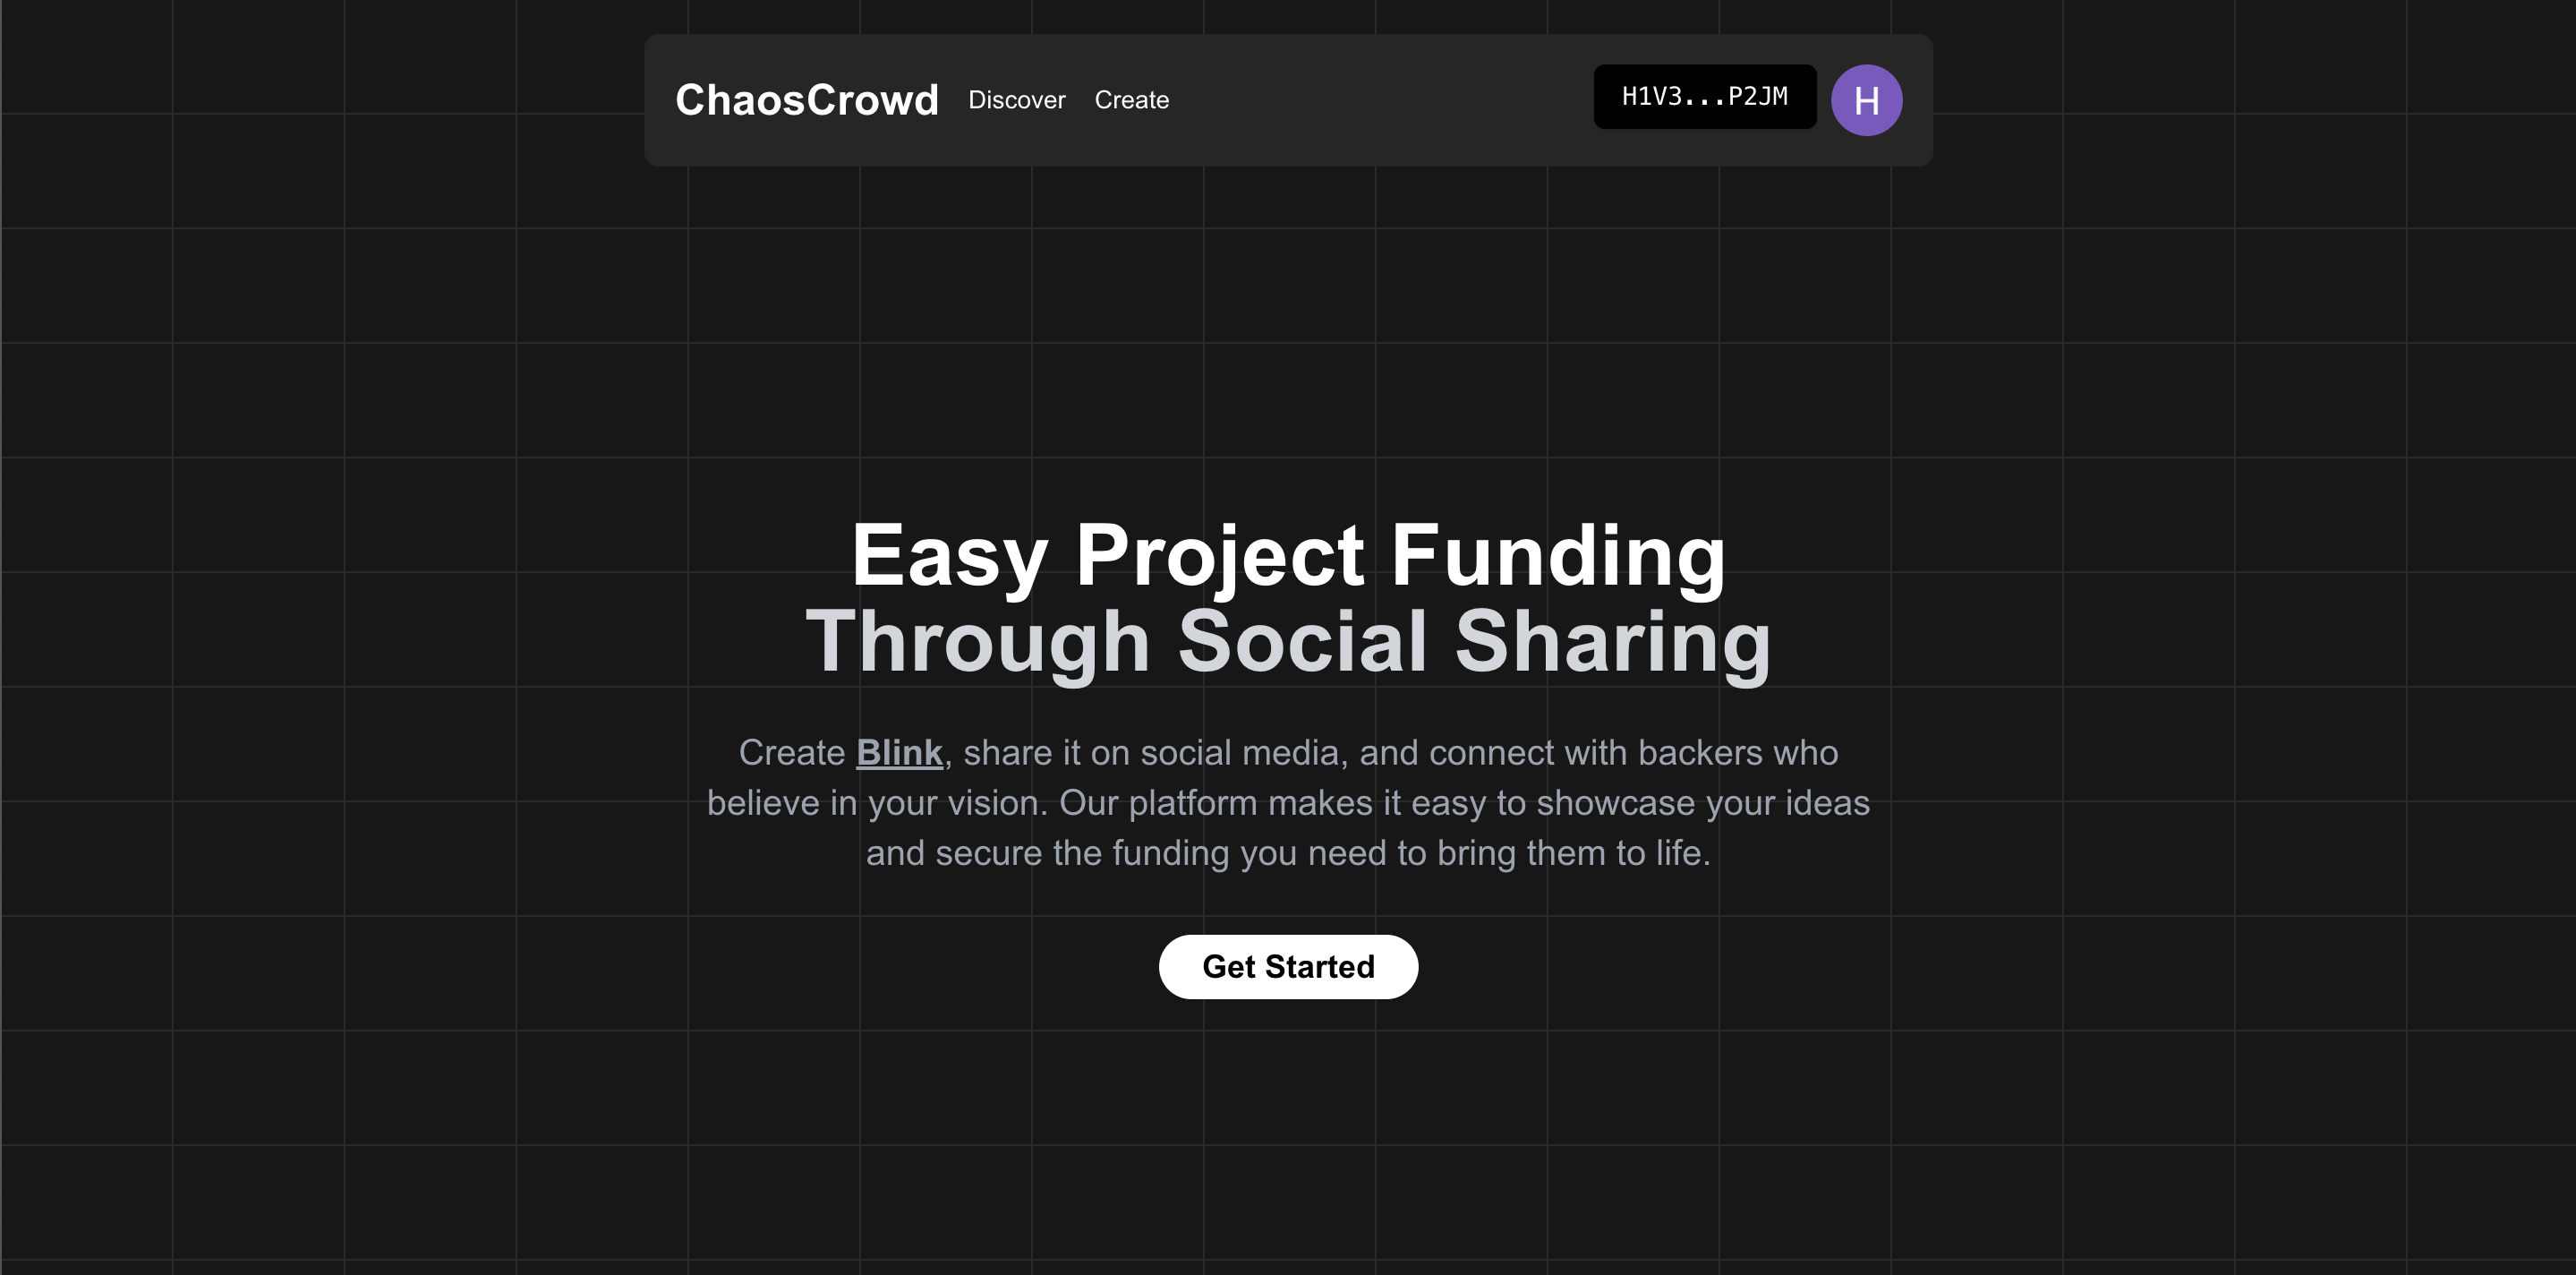 ChaosCrowd Discover Create H1V3...P2JM H
Easy Project Funding
Through Social Sharing
Create Blink, share it on social media, and connect with backers who
believe in your vision. Our platform makes it easy to showcase your ideas
and secure the funding you need to bring them to life.
Get Started